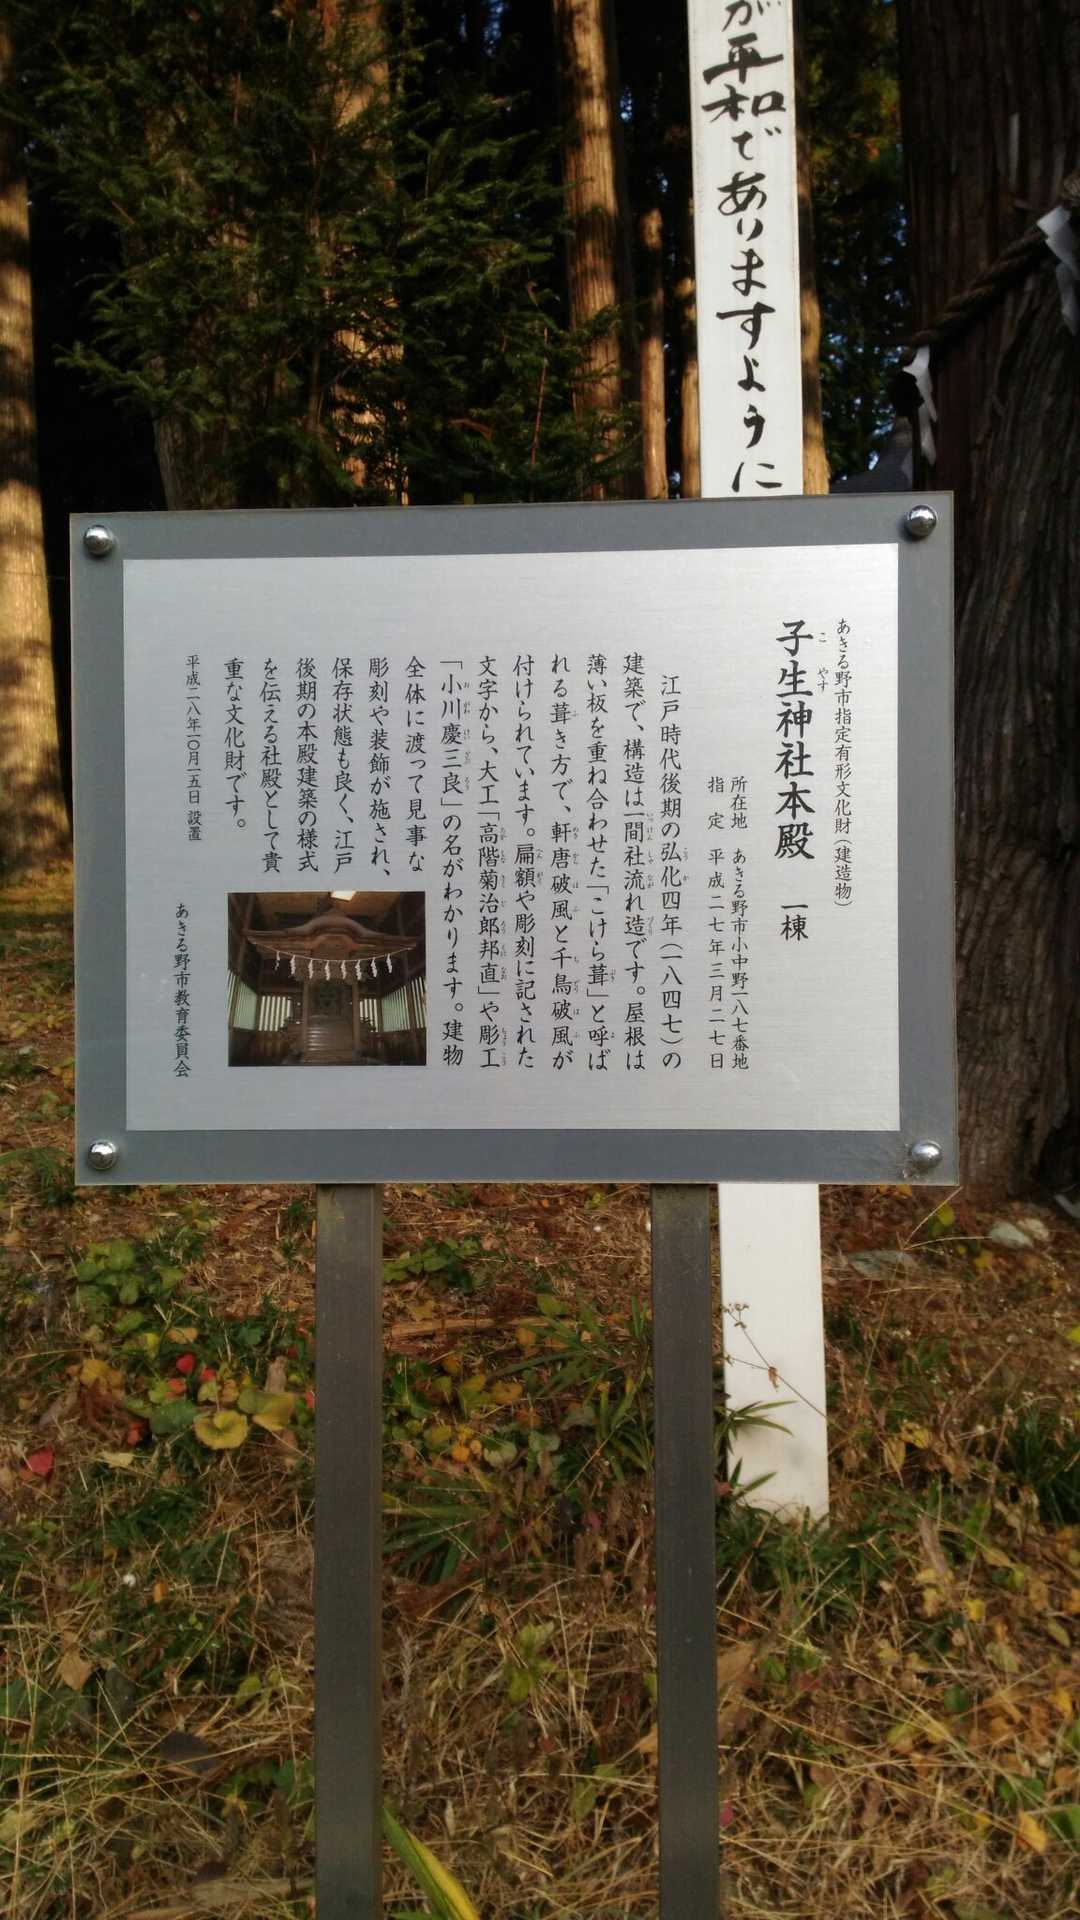 が平和でありますように
あきる野市指定有形文化財(建造物)
子生神社本殿 一棟
こやす
所在地 あきる野市小中野一八七番地
指定 平成二七年三月二七日
江戸時代後期の弘化四年(一八四七)の
建築で、構造は一間社流れ造です。屋根は
薄い板を重ね合わせた「こけら葺」と呼ば
れる葺き方で、軒唐破風と千鳥破風が
付けられています。扁額や彫刻に記された
文字から、大工「高階菊治郎邦直」や彫工
「小川慶三良」の名がわかります。建物
全体に渡って見事な
彫刻や装飾が施され、
保存状態も良く、江戸
後期の本殿建築の様式
を伝える社殿として貴
重な文化財です。
平成二八年一〇月二五日 設置
あきる野市教育委員会